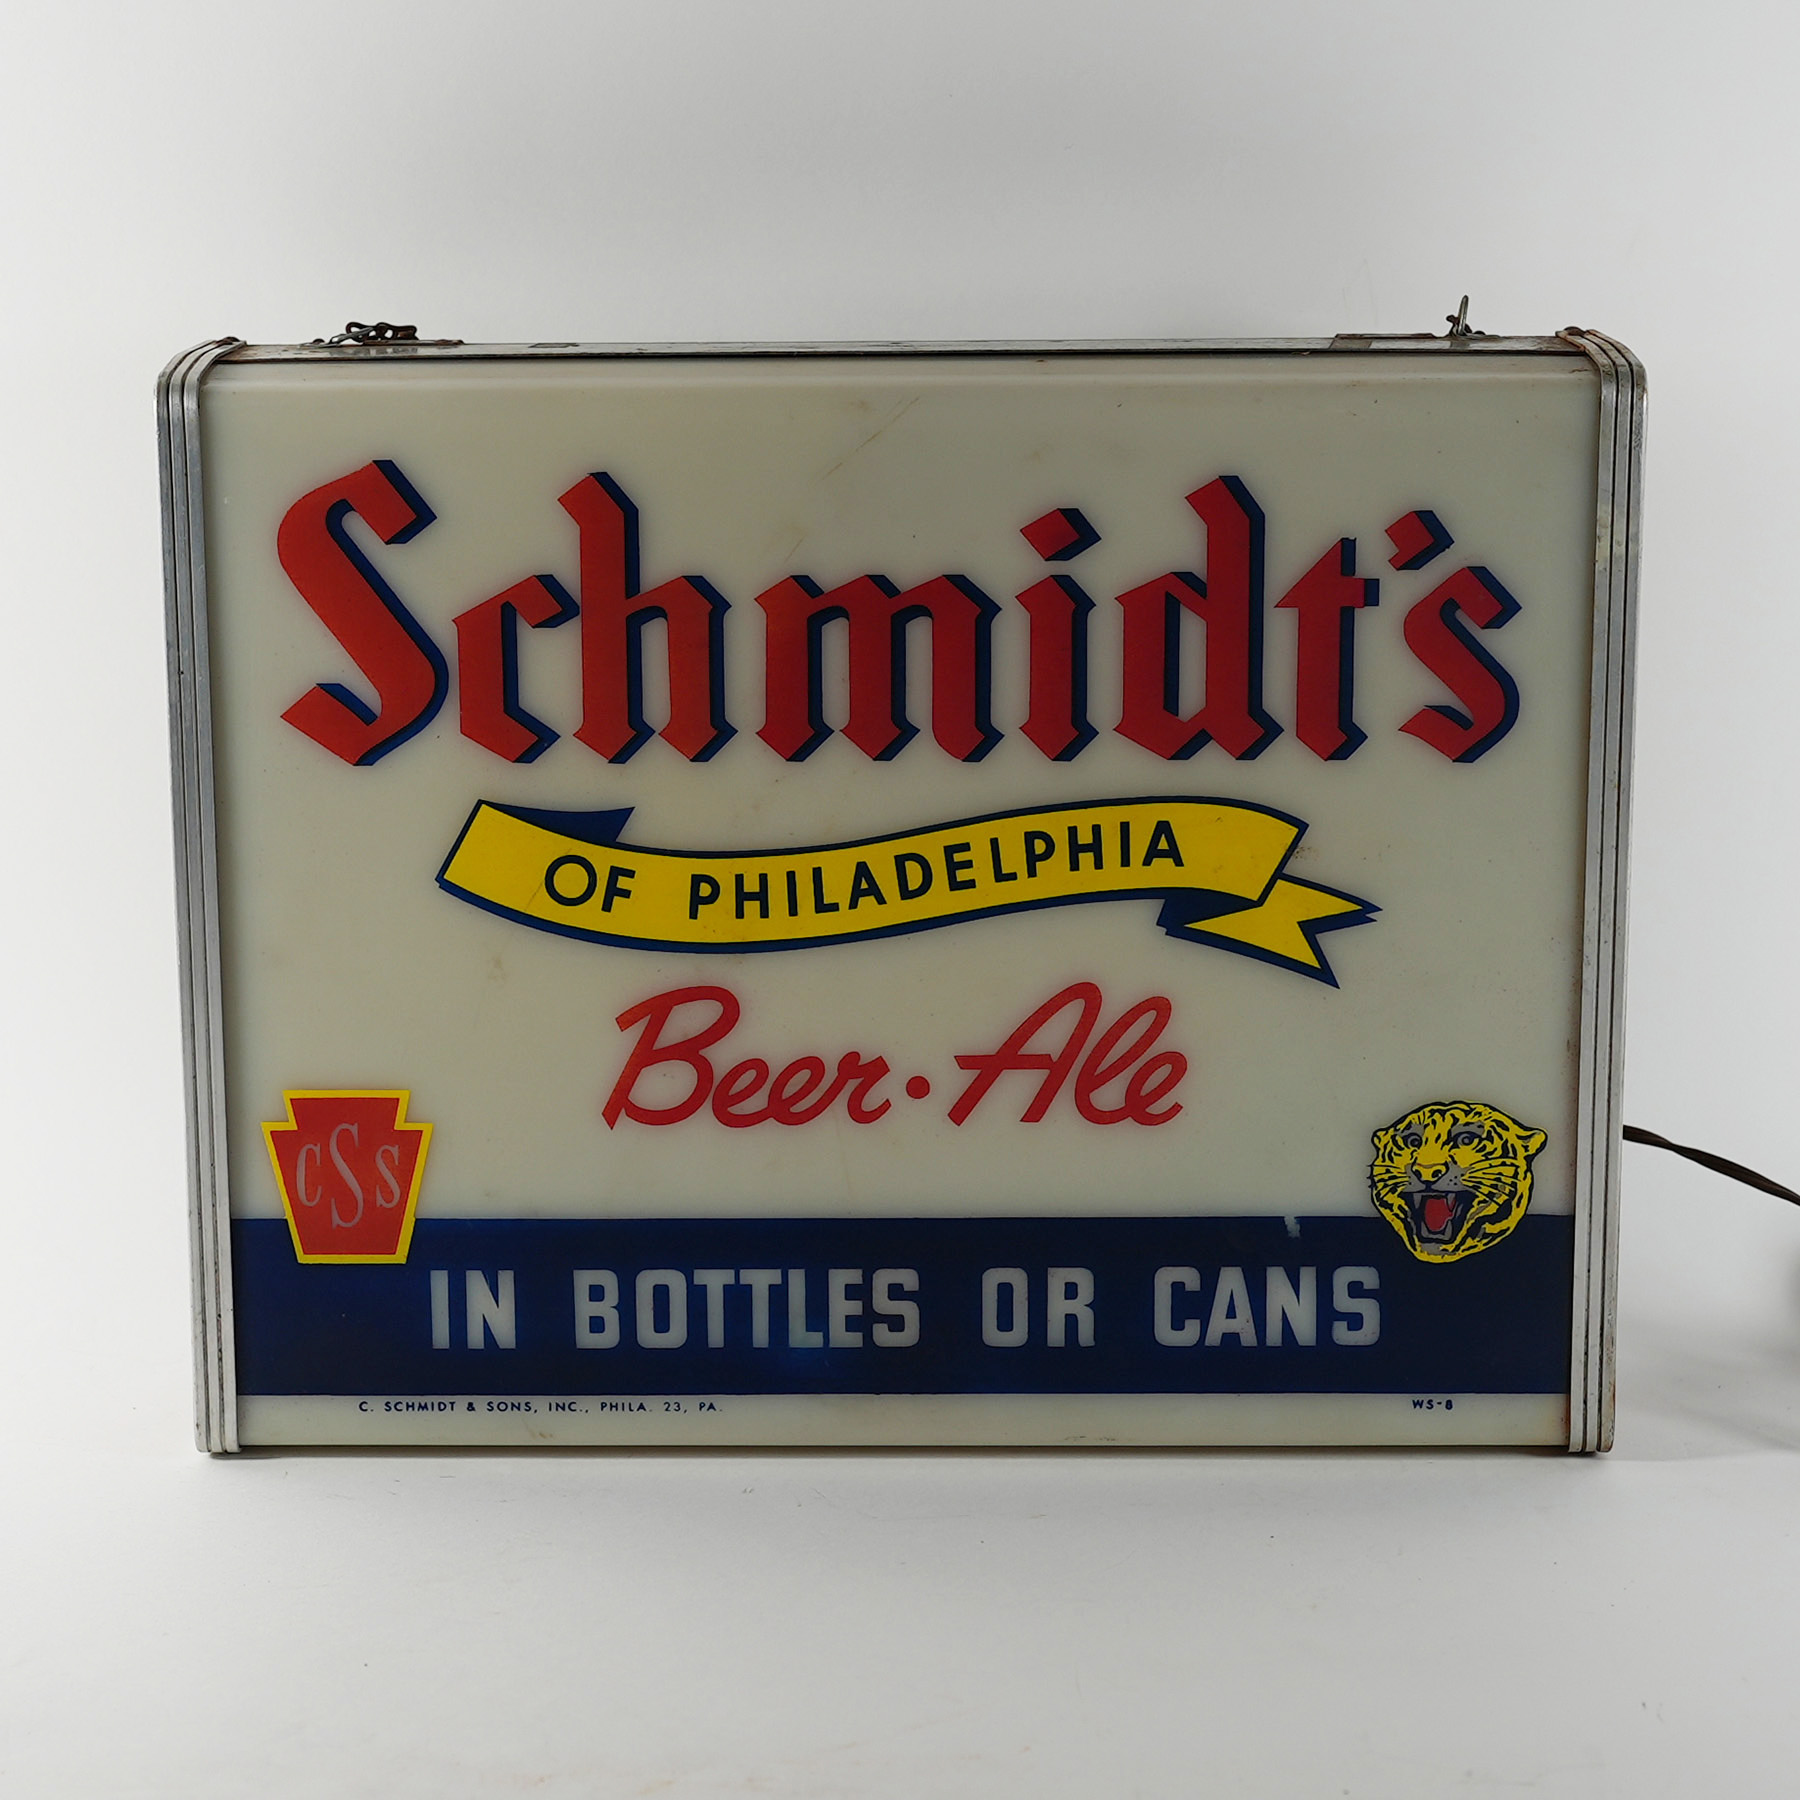 Schmidt's
OF PHILADELPHIA
Beer • Ale
CSS
IN BOTTLES OR CANS
C. SCHMIDT & SONS, INC., PHILA. 23, PA.
WS-8